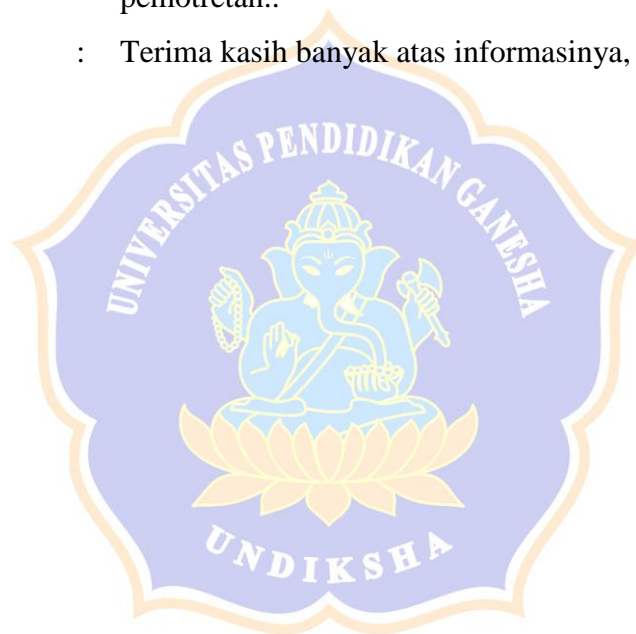 pemotretan..
: Terima kasih banyak atas informasinya,
UNIVERSITAS PENDIDIKAN GANESHA
UNDIKSHA